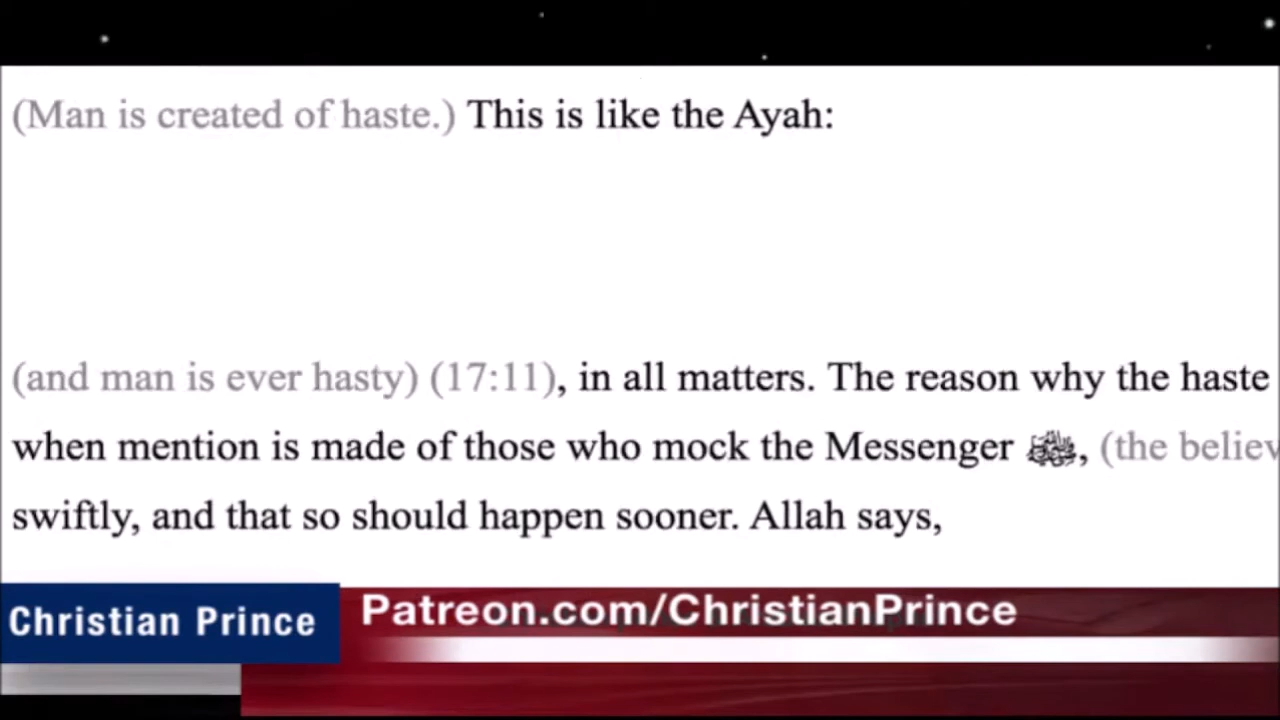 (Man is created of haste.) This is like the Ayah:
(and man is ever hasty) (17:11), in all matters. The reason why the haste
when mention is made of those who mock the Messenger ﷺ, (the believ
swiftly, and that so should happen sooner. Allah says,
Christian Prince
Patreon.com/ChristianPrince